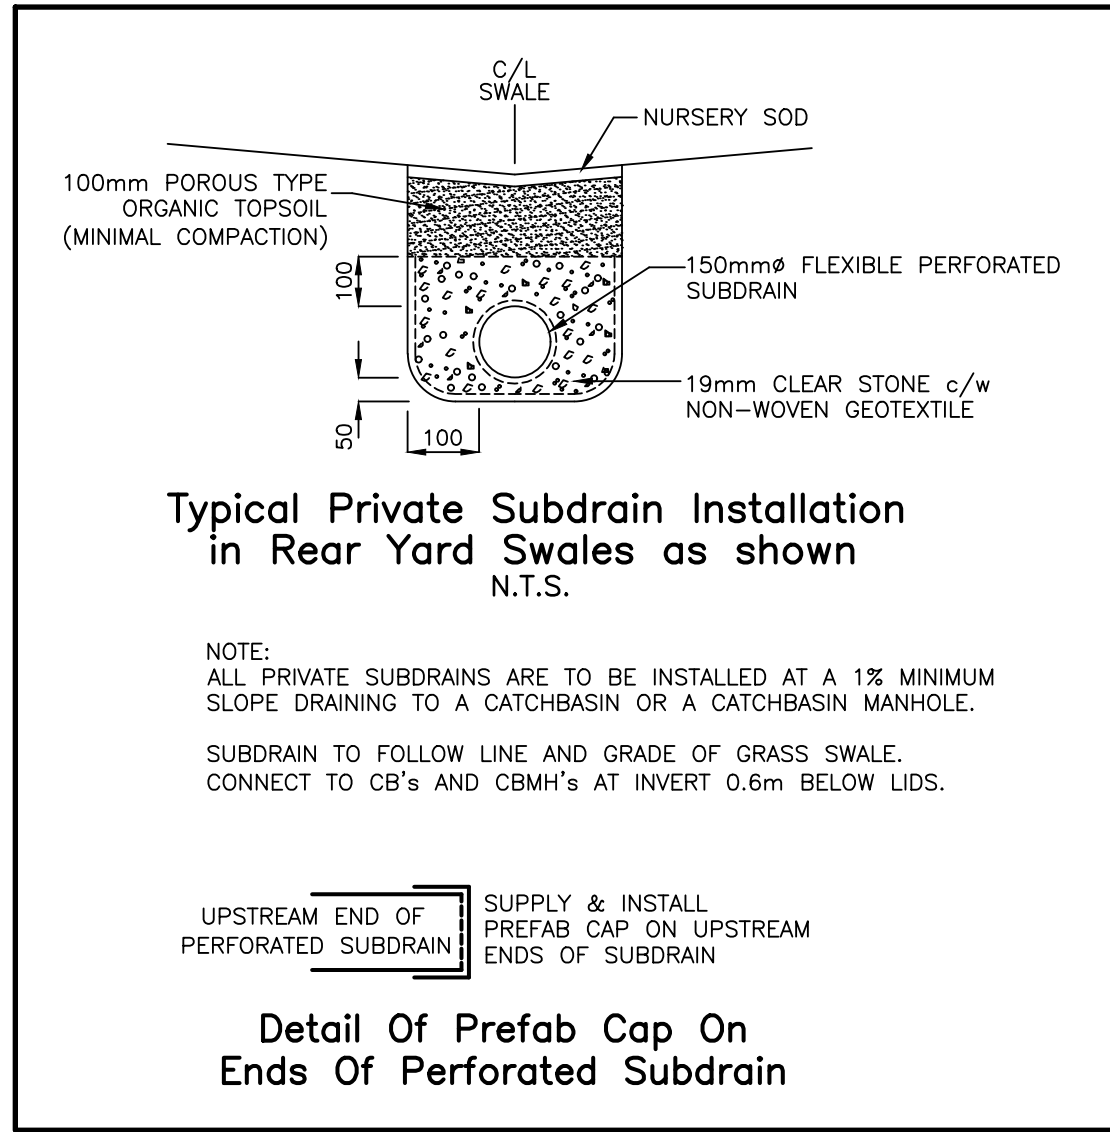 C/L
SWALE
NURSERY SOD
100mm POROUS TYPE
ORGANIC TOPSOIL
(MINIMAL COMPACTION)
100
150mmø FLEXIBLE PERFORATED
SUBDRAIN
19mm CLEAR STONE c/w
NON-WOVEN GEOTEXTILE
50
100
Typical Private Subdrain Installation
in Rear Yard Swales as shown
N.T.S.
NOTE:
ALL PRIVATE SUBDRAINS ARE TO BE INSTALLED AT A 1% MINIMUM
SLOPE DRAINING TO A CATCHBASIN OR A CATCHBASIN MANHOLE.
SUBDRAIN TO FOLLOW LINE AND GRADE OF GRASS SWALE.
CONNECT TO CB's AND CBMH's AT INVERT 0.6m BELOW LIDS.
UPSTREAM END OF
PERFORATED SUBDRAIN
SUPPLY & INSTALL
PREFAB CAP ON UPSTREAM
ENDS OF SUBDRAIN
Detail Of Prefab Cap On
Ends Of Perforated Subdrain